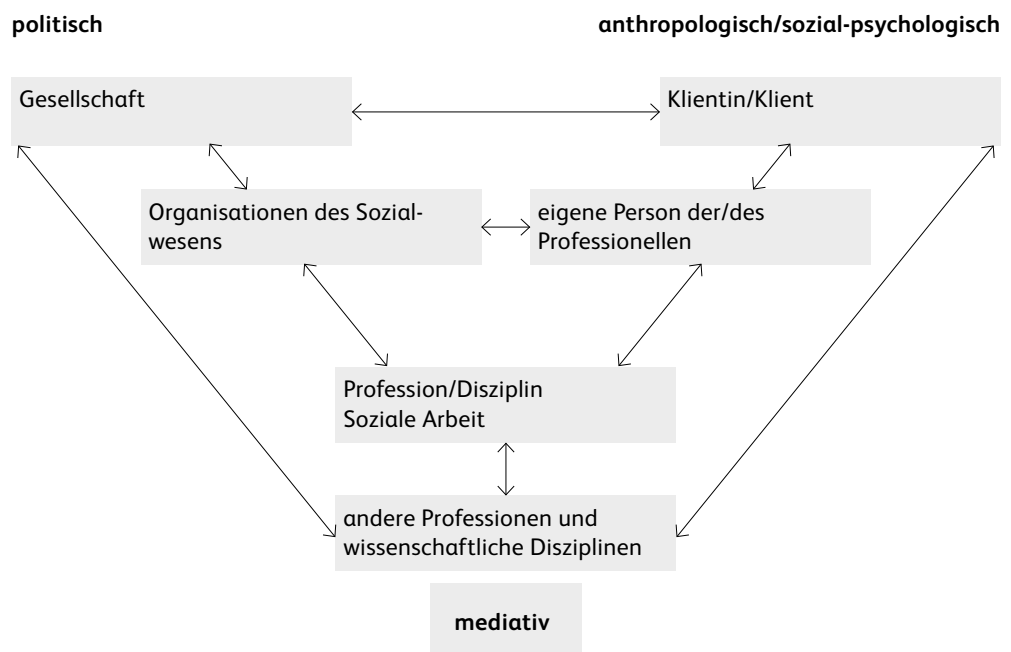 politisch
anthropologisch/sozial-psychologisch
Gesellschaft
Klientin/Klient
Organisationen des Sozial-
wesens
eigene Person der/des
Professionellen
Profession/Disziplin
Soziale Arbeit
andere Professionen und
wissenschaftliche Disziplinen
mediativ